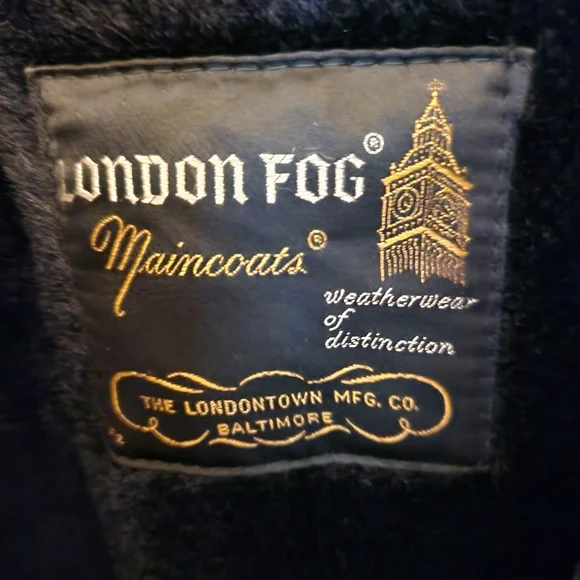 LONDON FOG®
Maincoats®
weatherwear
of
distinction
THE LONDONTOWN MFG. CO.
BALTIMORE